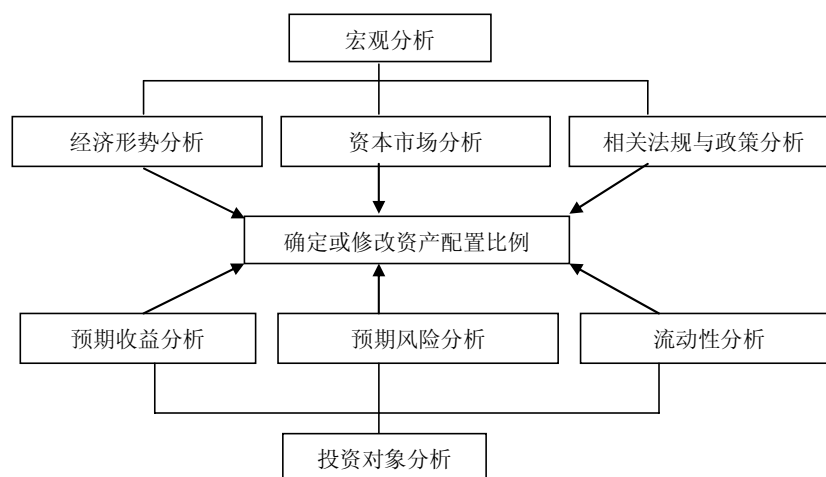 宏观分析
经济形势分析
资本市场分析
相关法规与政策分析
确定或修改资产配置比例
预期收益分析
预期风险分析
流动性分析
投资对象分析